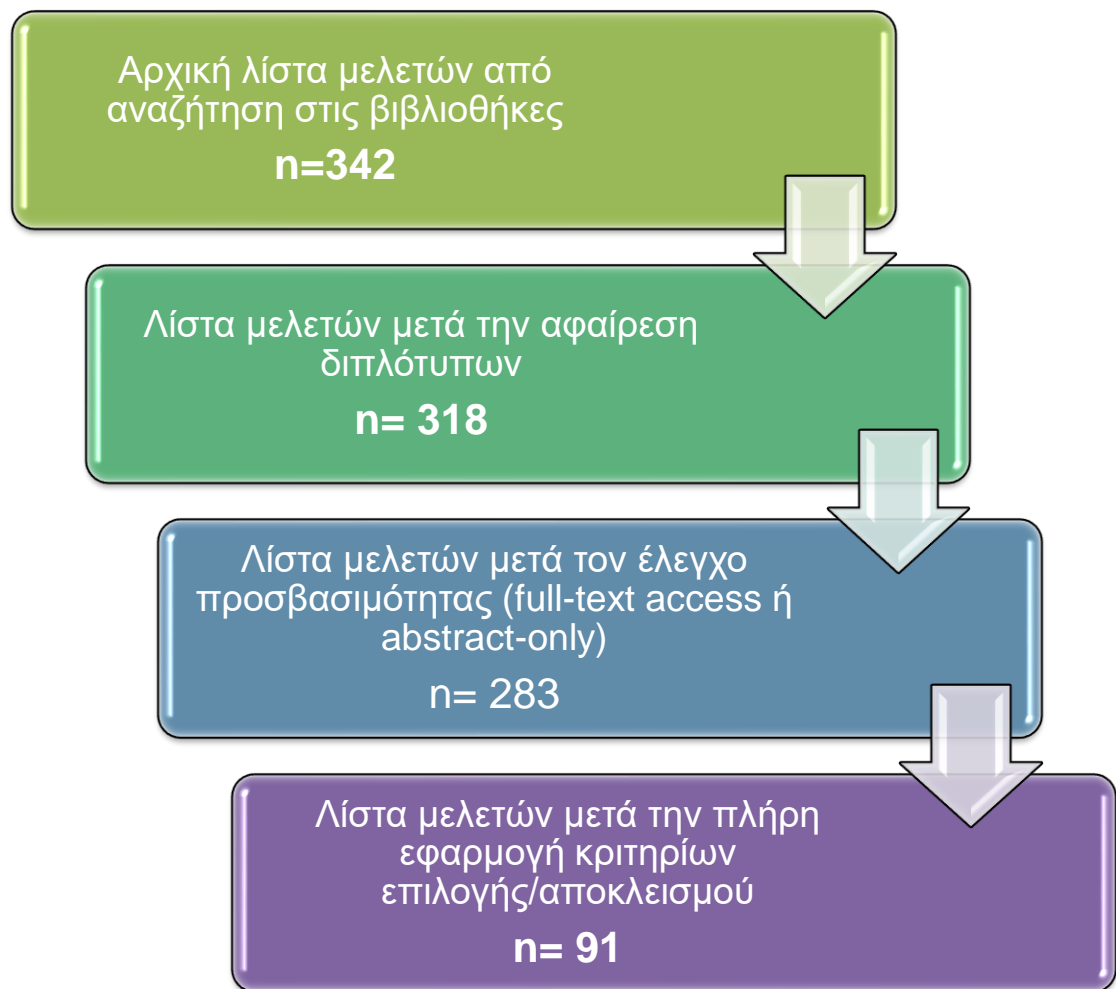 Αρχική λίστα μελετών από
αναζήτηση στις βιβλιοθήκες
n=342
Λίστα μελετών μετά την αφαίρεση
διπλότυπων
n= 318
Λίστα μελετών μετά τον έλεγχο
προσβασιμότητας (full-text access ή
abstract-only)
n= 283
Λίστα μελετών μετά την πλήρη
εφαρμογή κριτηρίων
επιλογής/αποκλεισμού
n= 91